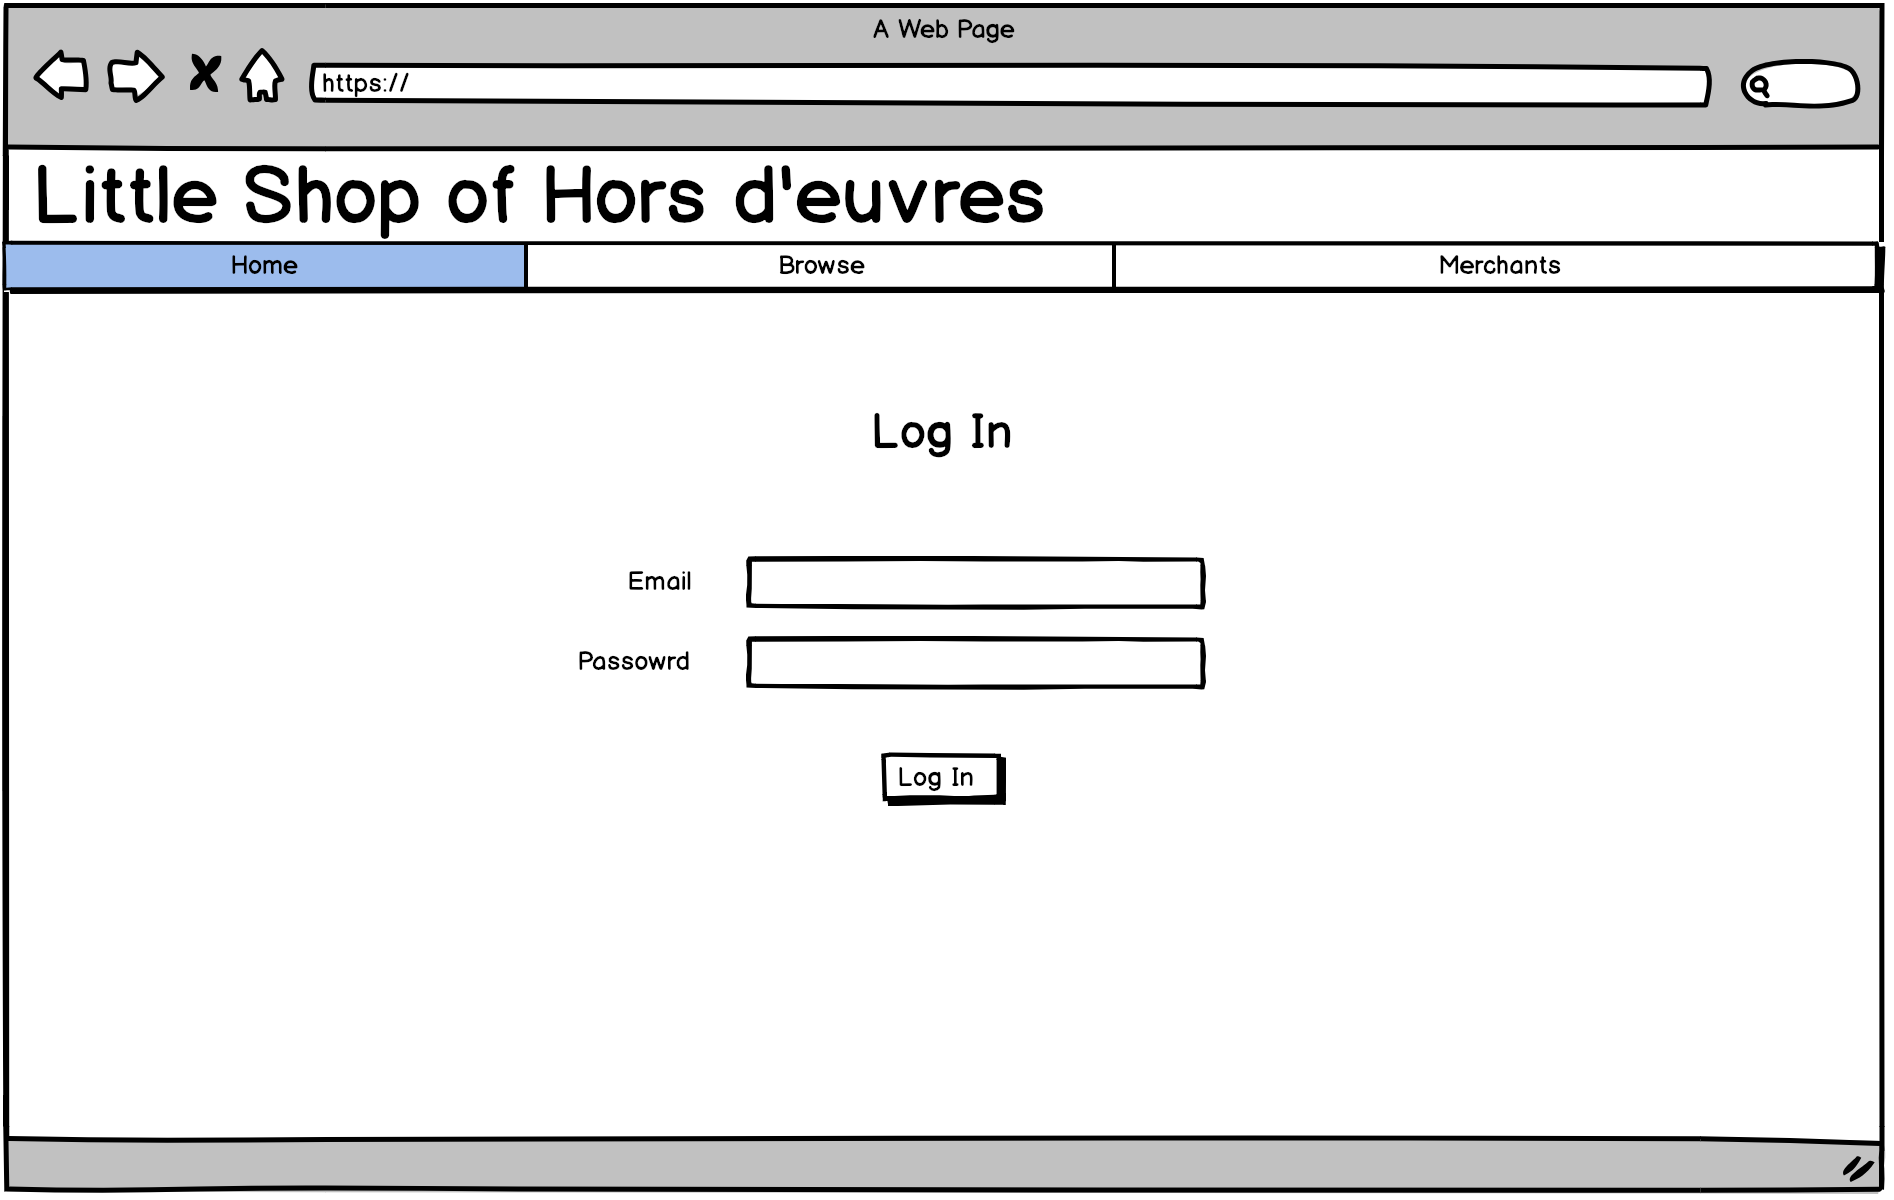 A Web Page
https://
Little Shop of Hors d'euvres
Home Browse Merchants
Log In
Email
Passowrd
Log In